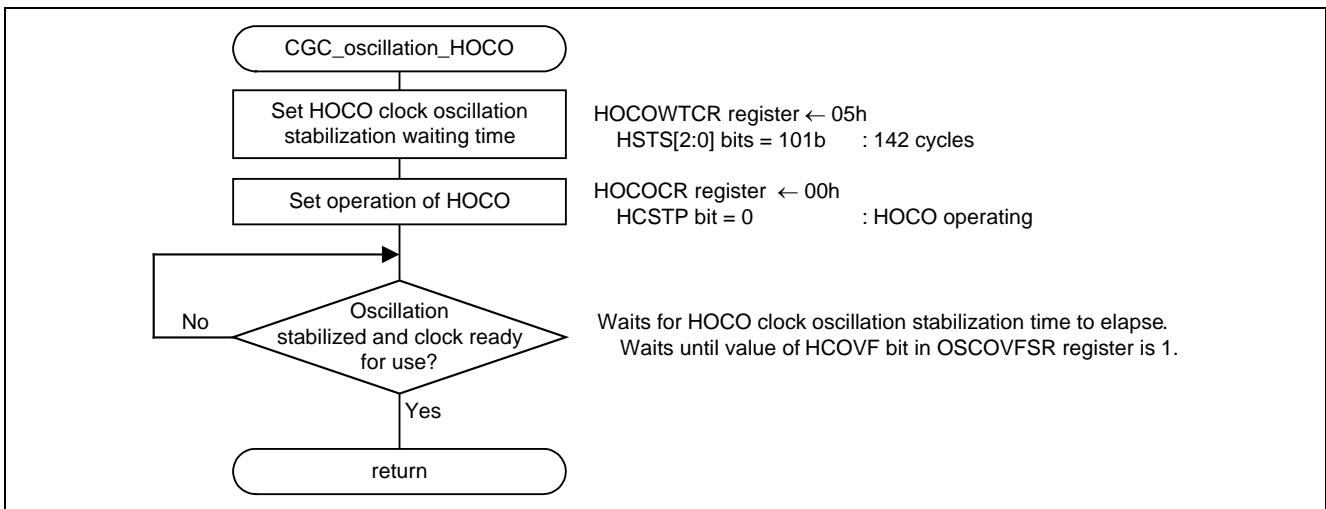 CGC_oscillation_HOCO
Set HOCO clock oscillation
stabilization waiting time
HOCOWTCR register ← 05h
HSTS[2:0] bits = 101b : 142 cycles
Set operation of HOCO
HOCOCR register ← 00h
HCSTP bit = 0 : HOCO operating
Oscillation
stabilized and clock ready
for use?
No
Waits for HOCO clock oscillation stabilization time to elapse.
Waits until value of HCOVF bit in OSCOVFSR register is 1.
Yes
return